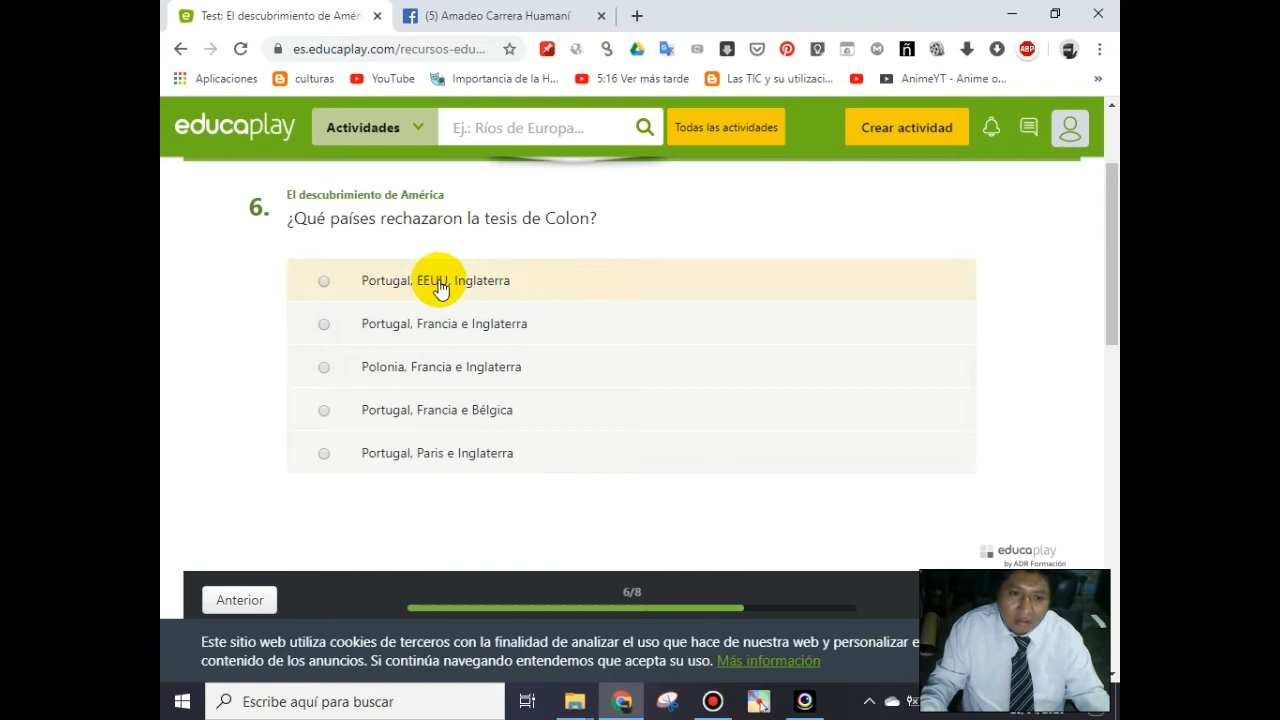 Test: El descubrimiento de Améri
(5) Amadeo Carrera Huamaní
es.educaplay.com/recursos-edu...
Aplicaciones
culturas
YouTube
Importancia de la H...
5:16 Ver más tarde
Las TIC y su utilizaci...
AnimeYT - Anime o...
educaplay
Actividades
Ej.: Ríos de Europa...
Todas las actividades
Crear actividad
El descubrimiento de América
6.
¿Qué países rechazaron la tesis de Colon?
Portugal, EEUU, Inglaterra
Portugal, Francia e Inglaterra
Polonia, Francia e Inglaterra
Portugal, Francia e Bélgica
Portugal, Paris e Inglaterra
educaplay
by ADR Formación
Anterior
6/8
Este sitio web utiliza cookies de terceros con la finalidad de analizar el uso que hace de nuestra web y personalizar e
contenido de los anuncios. Si continúa navegando entendemos que acepta su uso. Más información
Escribe aquí para buscar